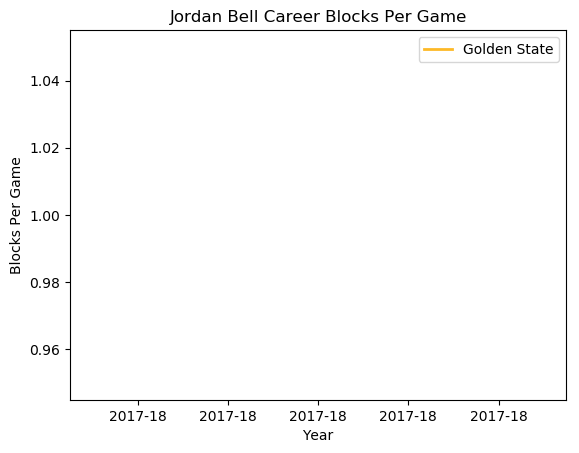 Jordan Bell Career Blocks Per Game
Golden State
1.04
1.02
1.00
0.98
0.96
Blocks Per Game
2017-18 2017-18 2017-18 2017-18 2017-18
Year